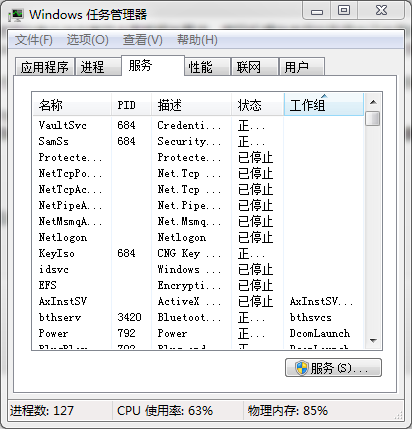 Windows 任务管理器
文件(F) 选项(O) 查看(V) 帮助(H)
应用程序 进程 服务 性能 联网 用户
名称 PID 描述 状态 工作组
VaultSvc 684 Credenti... 正...
SamSs 684 Security... 正...
Protecte... Protecte... 已停止
NetTcpPo... Net.Tcp ... 已停止
NetTcpAc... Net.Tcp ... 已停止
NetPipeA... Net.Pipe... 已停止
NetMsmqA... Net.Msmq... 已停止
Netlogon Netlogon 已停止
KeyIso 684 CNG Key ... 正...
idsvc Windows ... 已停止
EFS Encrypti... 已停止
AxInstSV ActiveX ... 已停止 AxInstSV...
bthserv 3420 Bluetoot... 正... bthsvcs
Power 792 Power 正... DcomLaunch
服务(S)...
进程数: 127 CPU 使用率: 63% 物理内存: 85%